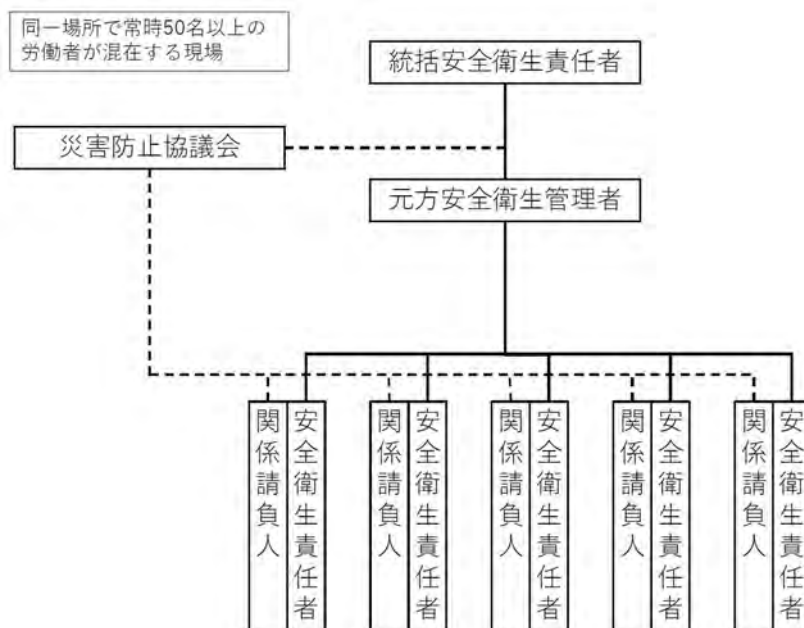 同一場所で常時50名以上の
労働者が混在する現場
統括安全衛生責任者
災害防止協議会
元方安全衛生管理者
関係請負人
安全衛生責任者
関係請負人
安全衛生責任者
関係請負人
安全衛生責任者
関係請負人
安全衛生責任者
関係請負人
安全衛生責任者